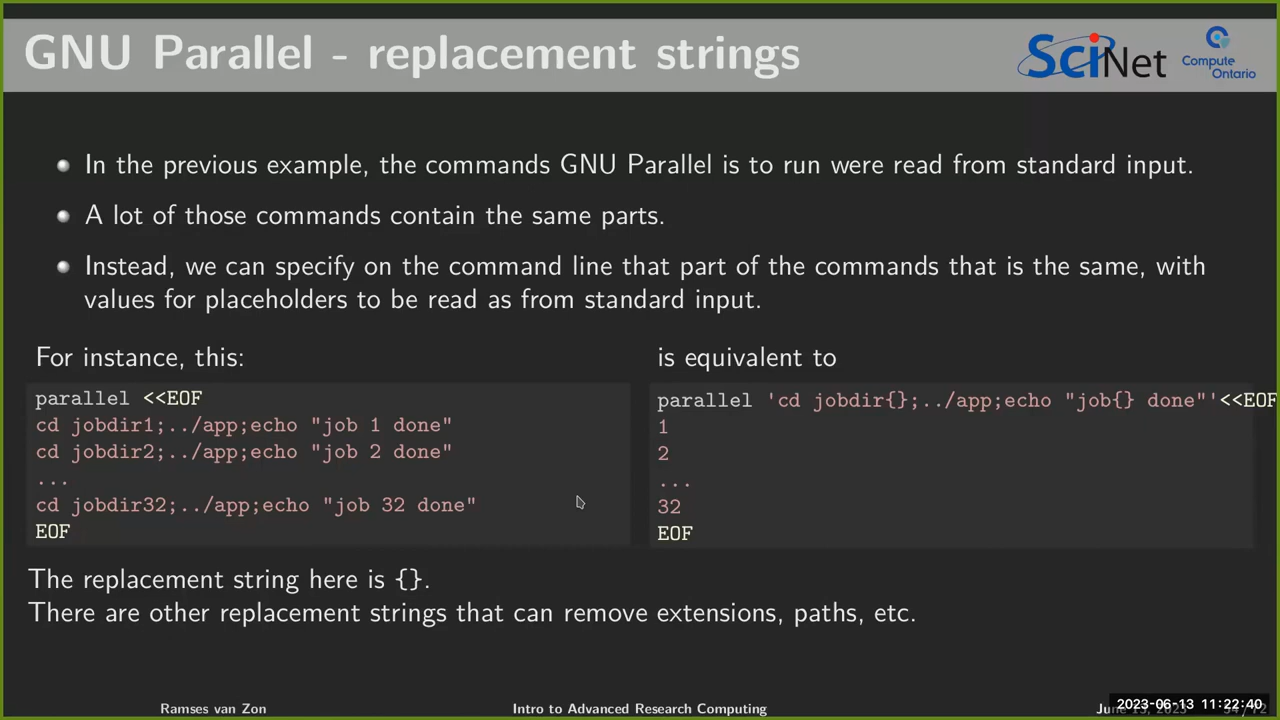 GNU Parallel - replacement strings
SciNet
Compute
Ontario
In the previous example, the commands GNU Parallel is to run were read from standard input.
A lot of those commands contain the same parts.
Instead, we can specify on the command line that part of the commands that is the same, with
values for placeholders to be read as from standard input.
For instance, this:
parallel <<EOF
cd jobdir1;../app;echo "job 1 done"
cd jobdir2;../app;echo "job 2 done"
...
cd jobdir32;../app;echo "job 32 done"
EOF
is equivalent to
parallel 'cd jobdir{};../app;echo "job{} done"'<<EOF
1
2
...
32
EOF
The replacement string here is {}.
There are other replacement strings that can remove extensions, paths, etc.
Ramses van Zon
Intro to Advanced Research Computing
2023-06-13 11:22:40